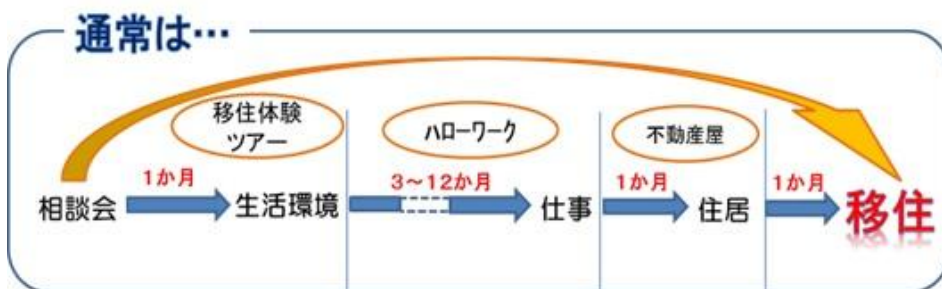 通常は…
移住体験
ツアー
ハローワーク
不動産屋
1か月
3～12か月
1か月
1か月
相談会
生活環境
仕事
住居
移住